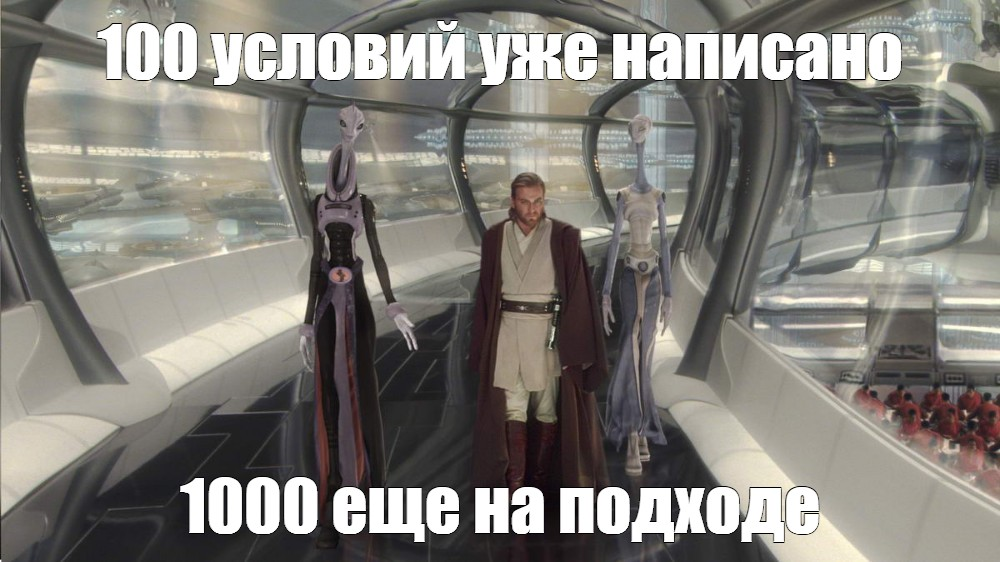 100 условий уже написано
1000 еще на подходе